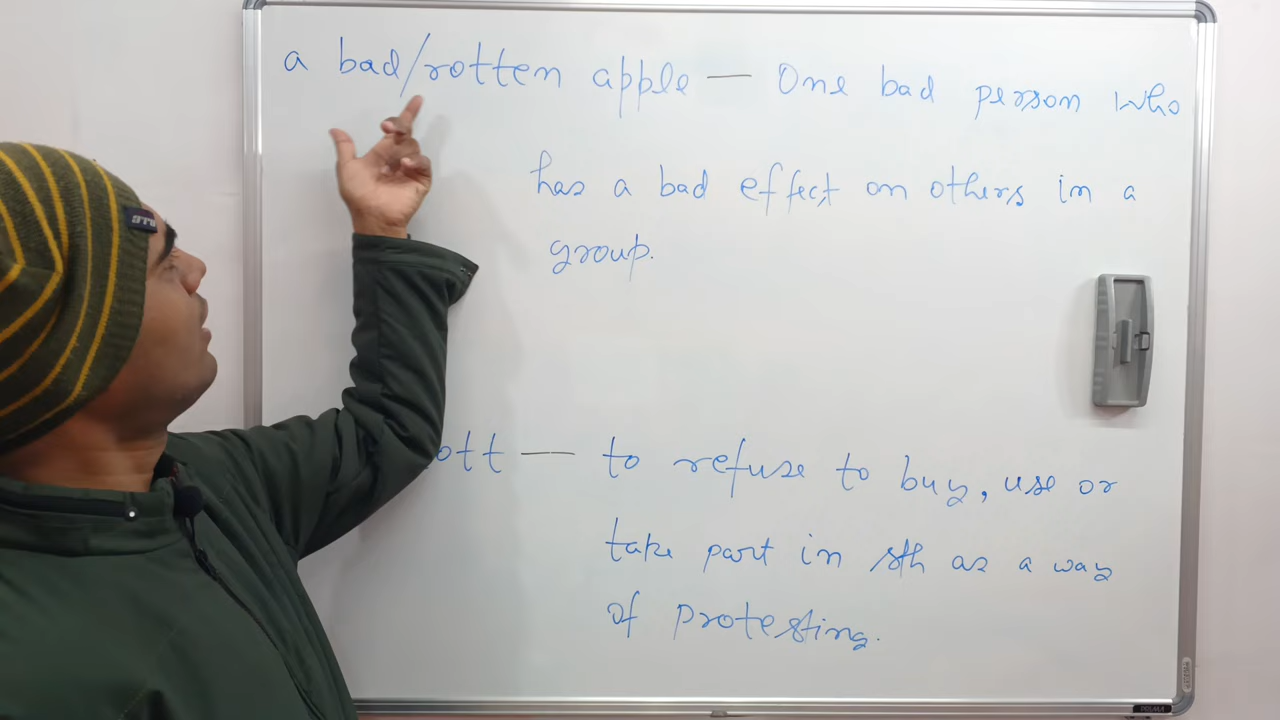 a bad/rotten apple — One bad person who
has a bad effect on others in a
group.
ott — to refuse to buy, use or
take part in sth as a way
of protesting.